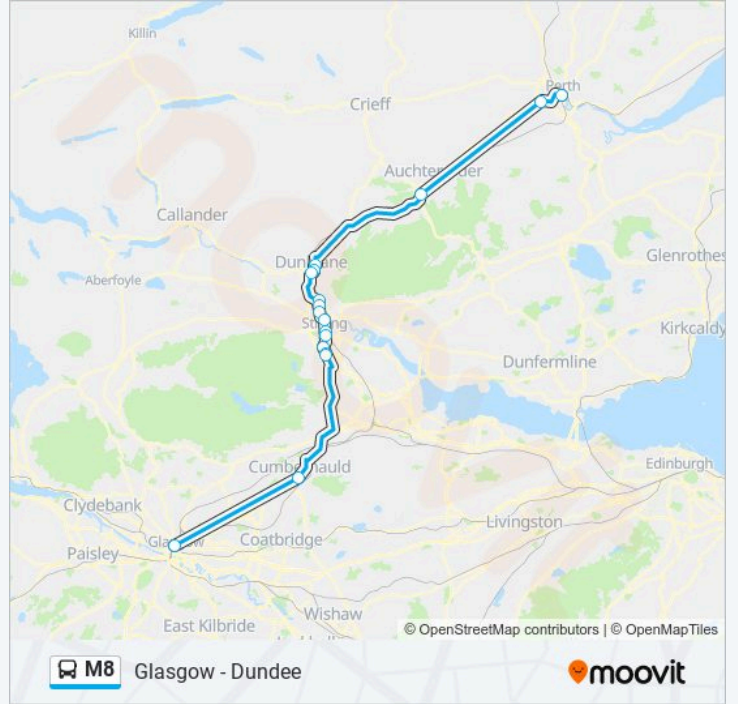 Killin
Perth
Crieff
Auchterarder
Callander
Dunblane
Glenrothes
Aberfoyle
Stirling
Kirkcaldy
Dunfermline
Cumbernauld
Edinburgh
Clydebank
Livingston
Glasgow
Coatbridge
Paisley
Wishaw
East Kilbride
© OpenStreetMap contributors | © OpenMapTiles
M8 Glasgow - Dundee
moovit